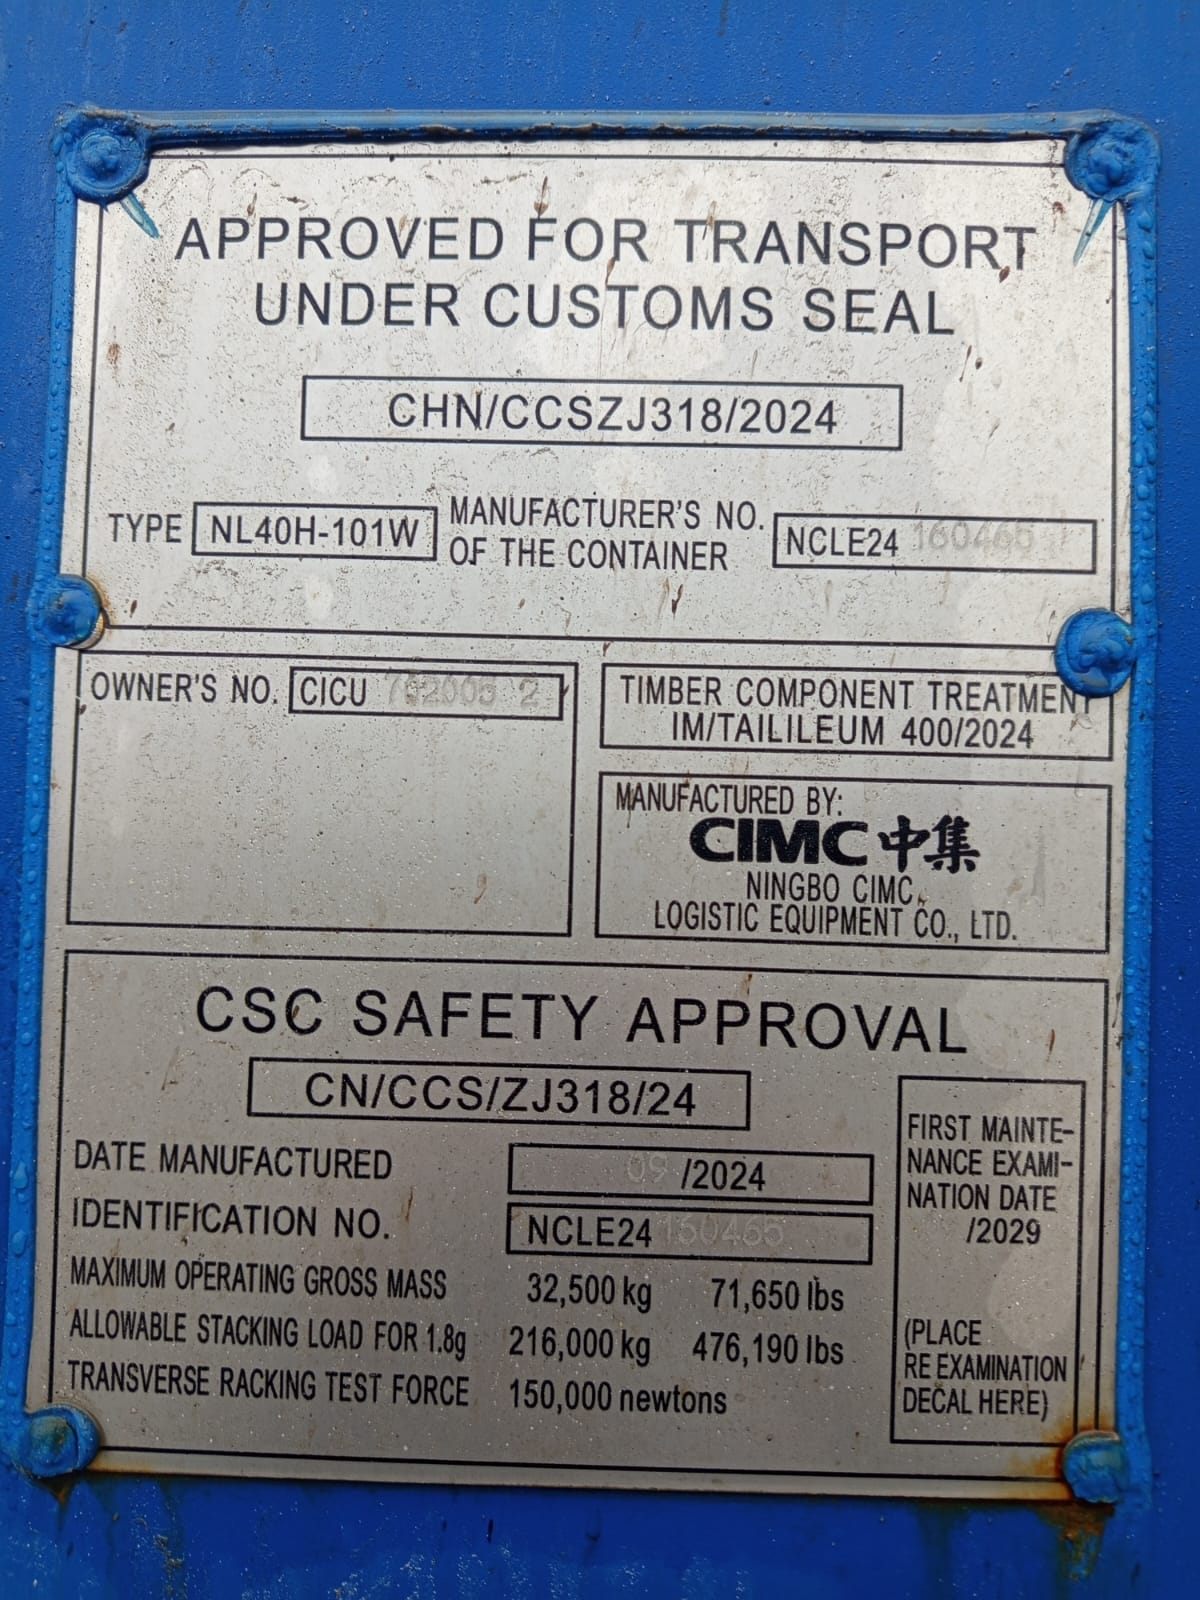 APPROVED FOR TRANSPORT
UNDER CUSTOMS SEAL
CHN/CCSZJ318/2024
TYPE NL40H-101W
MANUFACTURER'S NO.
OF THE CONTAINER
NCLE24 160465
OWNER'S NO. CICU
TIMBER COMPONENT TREATMENT
IM/TAILILEUM 400/2024
MANUFACTURED BY:
CIMC 中集
NINGBO CIMC
LOGISTIC EQUIPMENT CO., LTD.
CSC SAFETY APPROVAL
CN/CCS/ZJ318/24
DATE MANUFACTURED 09 /2024
IDENTIFICATION NO. NCLE24 160465
MAXIMUM OPERATING GROSS MASS 32,500 kg 71,650 lbs
ALLOWABLE STACKING LOAD FOR 1.8g 216,000 kg 476,190 lbs
TRANSVERSE RACKING TEST FORCE 150,000 newtons
FIRST MAINTE-
NANCE EXAMI-
NATION DATE
/2029
(PLACE
RE EXAMINATION
DECAL HERE)